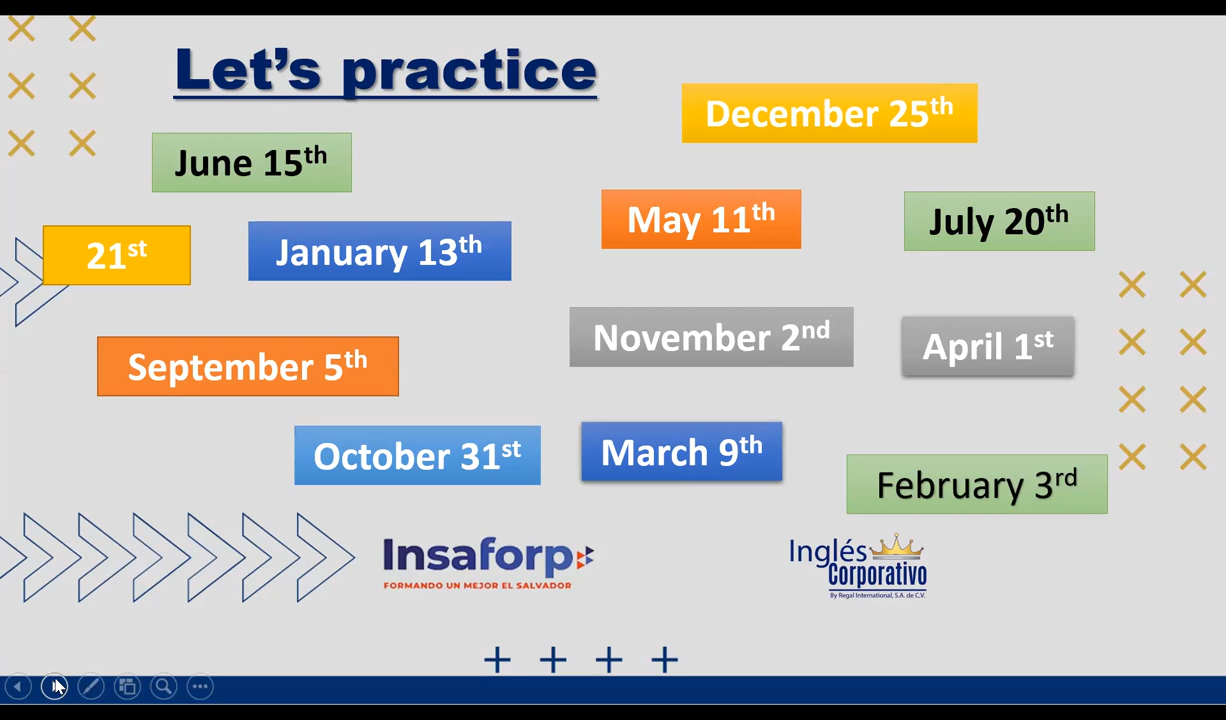 Let's practice
December 25th
June 15th
May 11th
July 20th
21st
January 13th
November 2nd
April 1st
September 5th
October 31st
March 9th
February 3rd
Insaforp
FORMANDO UN MEJOR EL SALVADOR
Inglés
Corporativo
By Regal International, S.A. de C.V.